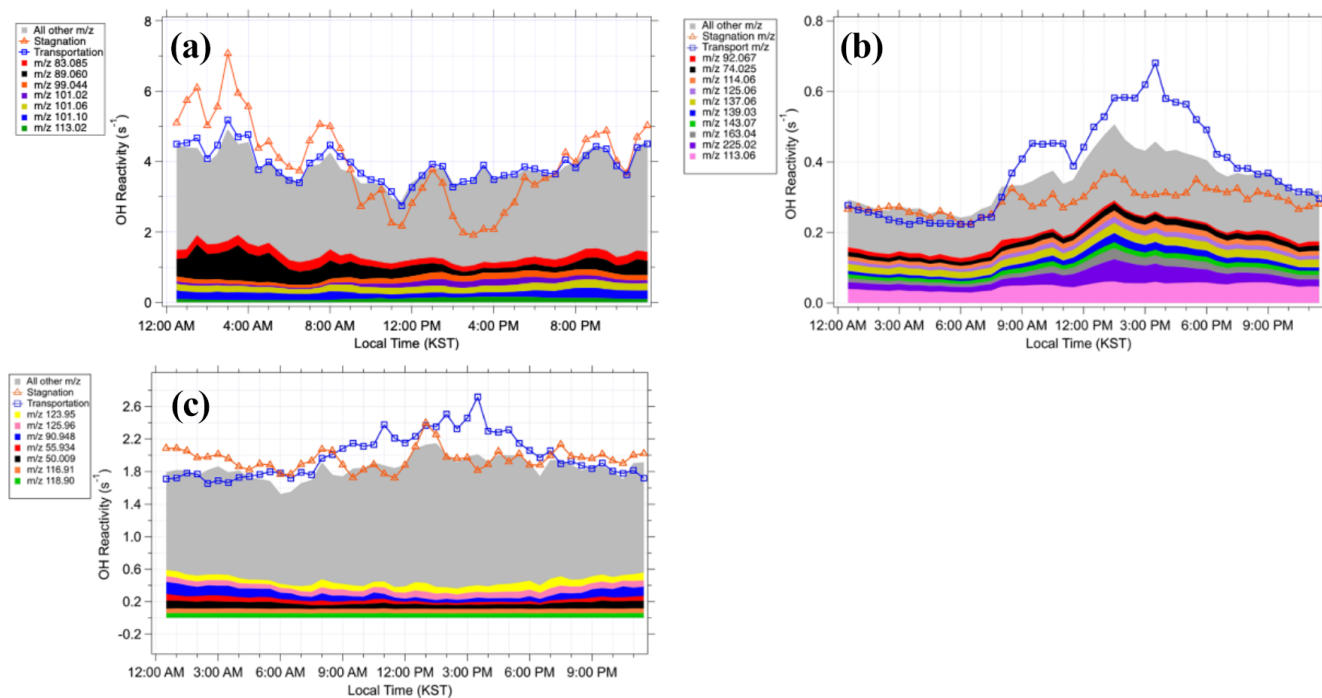 All other m/z
Stagnation
Transportation
m/z 83.085
m/z 89.060
m/z 99.044
m/z 101.02
m/z 101.06
m/z 101.10
m/z 113.02
(a)
OH Reactivity (s⁻¹)
8
6
4
2
0
12:00 AM 4:00 AM 8:00 AM 12:00 PM 4:00 PM 8:00 PM
Local Time (KST)
All other m/z
Stagnation m/z
Transport m/z
m/z 92.067
m/z 74.025
m/z 114.06
m/z 125.06
m/z 137.06
m/z 139.03
m/z 143.07
m/z 163.04
m/z 225.02
m/z 113.06
(b)
OH Reactivity (s⁻¹)
0.8
0.6
0.4
0.2
0.0
12:00 AM 3:00 AM 6:00 AM 9:00 AM 12:00 PM 3:00 PM 6:00 PM 9:00 PM
Local Time (KST)
All other m/z
Stagnation
Transportation
m/z 123.95
m/z 125.96
m/z 90.948
m/z 55.934
m/z 50.009
m/z 116.91
m/z 118.90
(c)
OH Reactivity (s⁻¹)
2.6
2.2
1.8
1.4
1.0
0.6
0.2
-0.2
12:00 AM 3:00 AM 6:00 AM 9:00 AM 12:00 PM 3:00 PM 6:00 PM 9:00 PM
Local Time (KST)